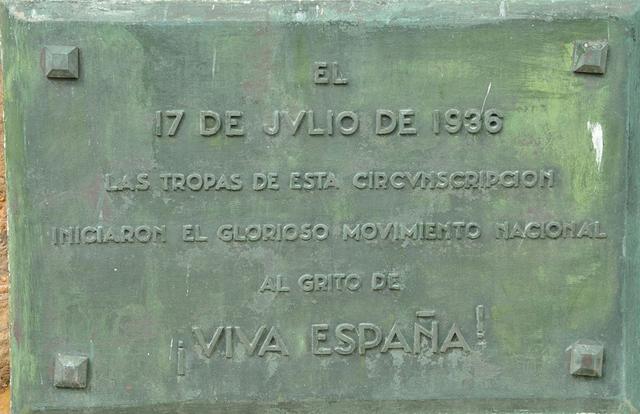 EL
17 DE JVLIO DE 1936
LAS TROPAS DE ESTA CIRCVNSCRIPCION
INICIARON EL GLORIOSO MOVIMIENTO NACIONAL
AL GRITO DE
¡VIVA ESPAÑA!